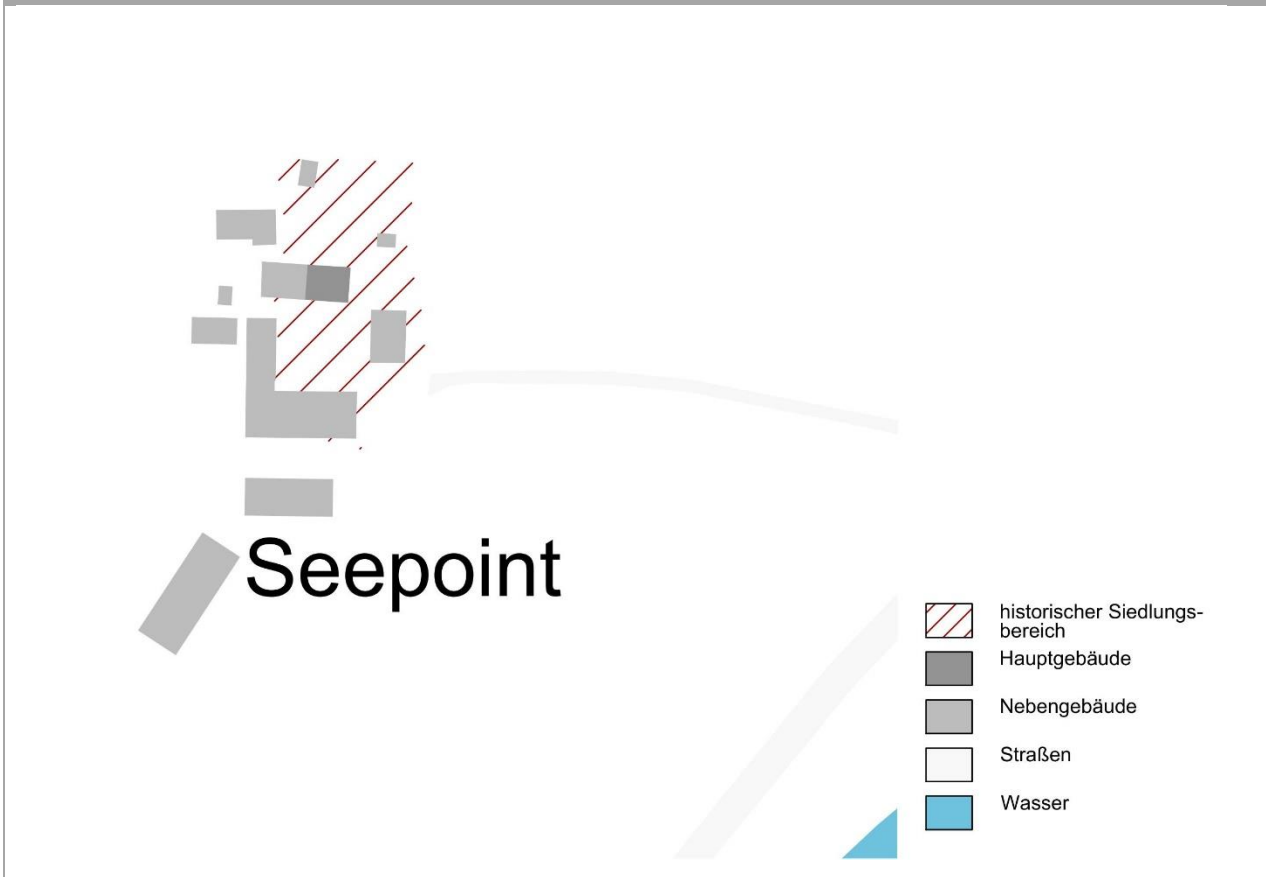 Seepoint
historischer Siedlungs-
bereich
Hauptgebäude
Nebengebäude
Straßen
Wasser